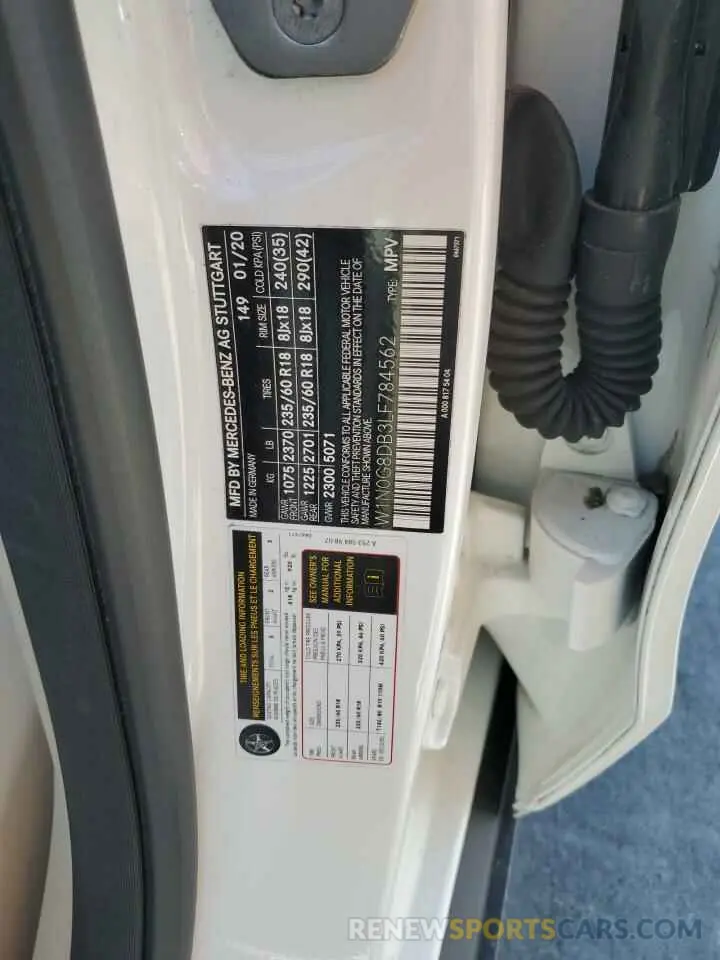 MFD BY MERCEDES-BENZ AG STUTTGART
MADE IN GERMANY 149 01/20
KG LB TIRES RIM SIZE COLD KPA(PSI)
GAWR FRONT 1075 2370 235/60 R18 8Jx18 240(35)
GAWR REAR 1225 2701 235/60 R18 8Jx18 290(42)
GVWR 2300 5071
THIS VEHICLE CONFORMS TO ALL APPLICABLE FEDERAL MOTOR VEHICLE
SAFETY AND THEFT PREVENTION STANDARDS IN EFFECT ON THE DATE OF
MANUFACTURE SHOWN ABOVE.
W1N0G8DB3LF784562 TYPE: MPV
A 000 817 54 04
TIRE AND LOADING INFORMATION
RENSEIGNEMENTS SUR LES PNEUS ET LE CHARGEMENT
SEE OWNER'S
MANUAL FOR
ADDITIONAL
INFORMATION
RENEWSPORTSCARS.COM